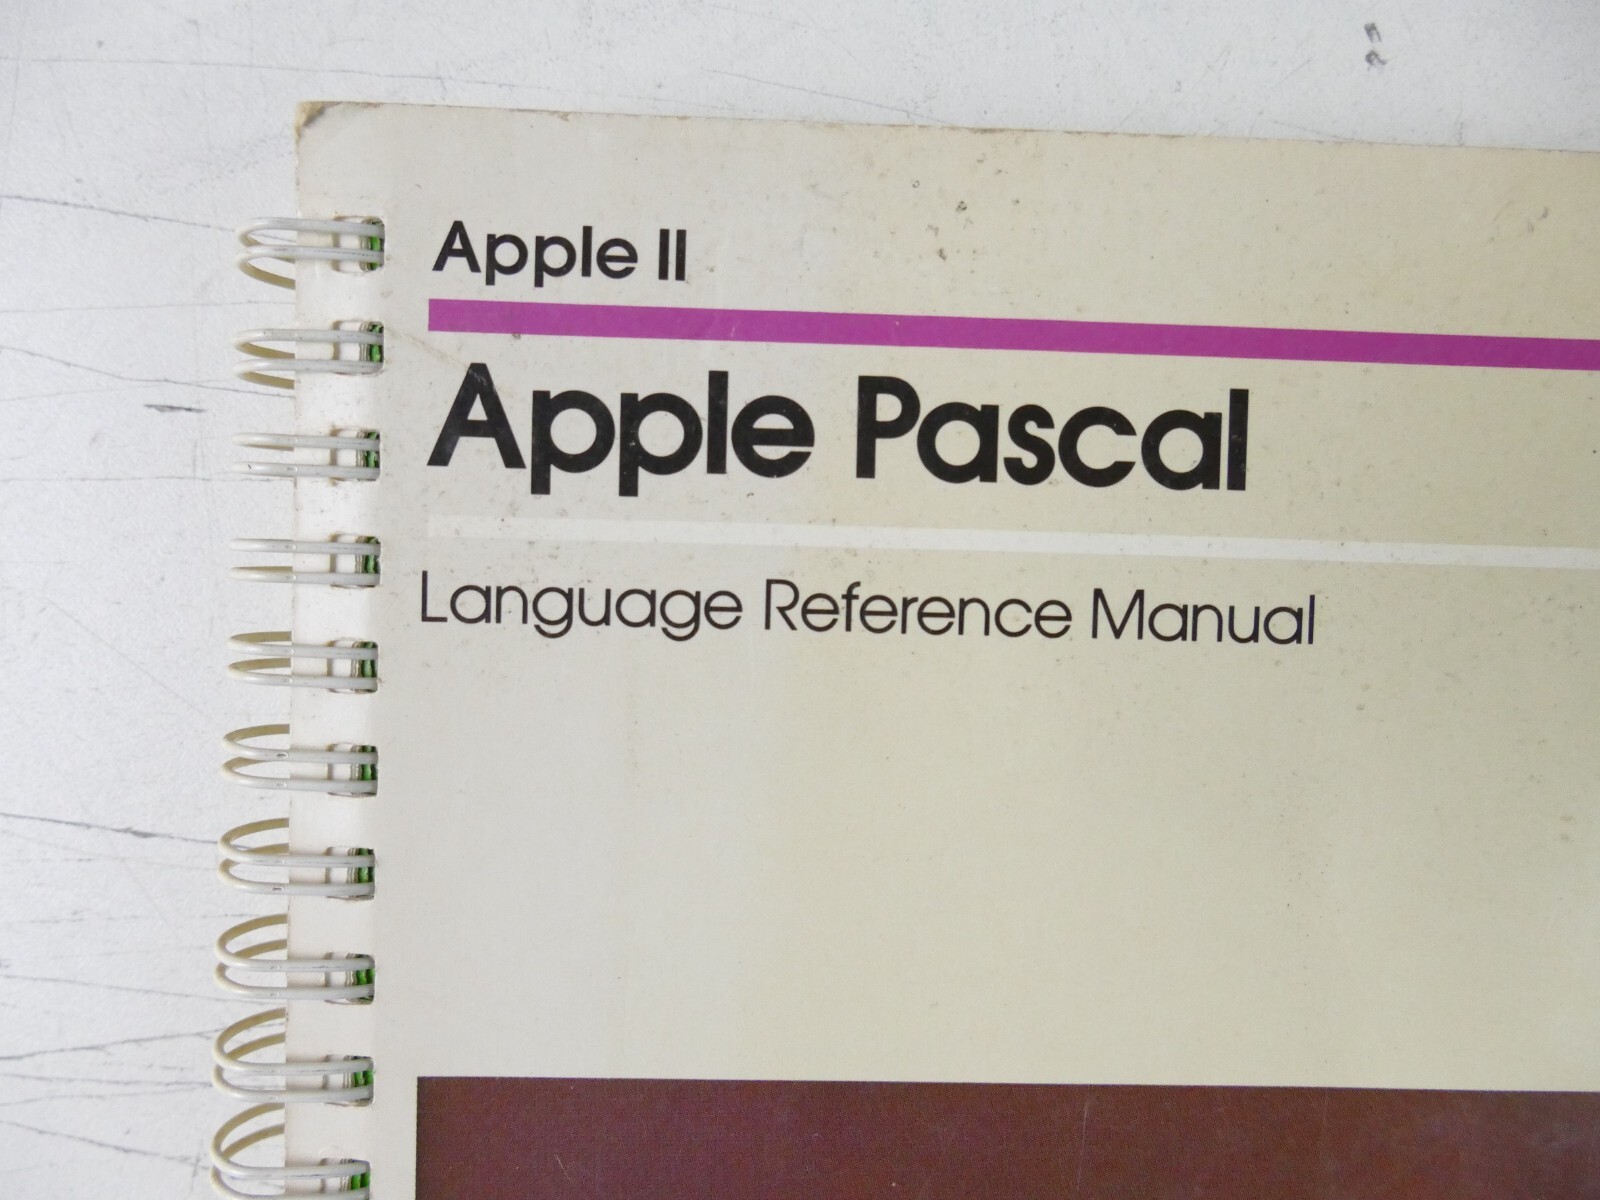 Apple II
Apple Pascal
Language Reference Manual